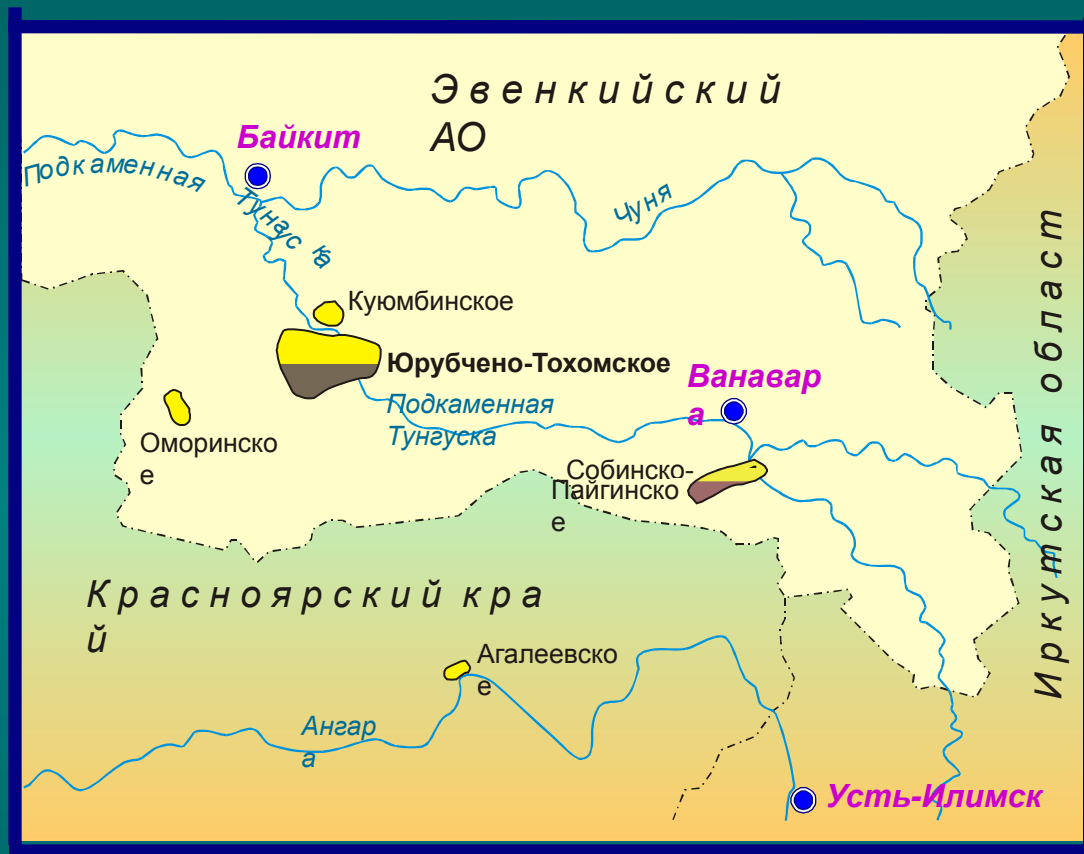 Эвенкийский
АО
Байкит
Подкаменная
Тунгуска
Чуня
Куюмбинское
Юрубчено-Тохомское
Ванавар
а
Подкаменная
Тунгуска
Оморинско
е
Собинско-
Пайгинско
е
Иркутская област
Красноярский кра
й
Агалеевско
е
Ангар
а
Усть-Илимск